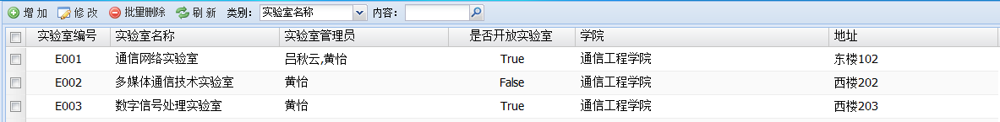 增 加 修 改 批量删除 刷 新 类别: 实验室名称 内容:
实验室编号 实验室名称 实验室管理员 是否开放实验室 学院 地址
E001 通信网络实验室 吕秋云,黄怡 True 通信工程学院 东楼102
E002 多媒体通信技术实验室 黄怡 False 通信工程学院 西楼202
E003 数字信号处理实验室 黄怡 True 通信工程学院 西楼203